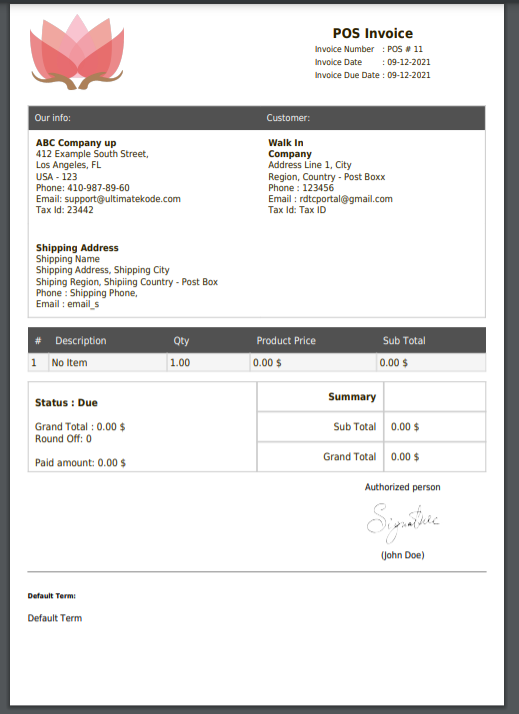 POS Invoice
Invoice Number : POS # 11
Invoice Date : 09-12-2021
Invoice Due Date : 09-12-2021
Our info: Customer:
ABC Company up
412 Example South Street,
Los Angeles, FL
USA - 123
Phone: 410-987-89-60
Email: support@ultimatekode.com
Tax Id: 23442
Walk In
Company
Address Line 1, City
Region, Country - Post Boxx
Phone : 123456
Email : rdtcportal@gmail.com
Tax Id: Tax ID
Shipping Address
Shipping Name
Shipping Address, Shipping City
Shiping Region, Shipiing Country - Post Box
Phone : Shipping Phone,
Email : email_s
# Description Qty Product Price Sub Total
1 No Item 1.00 0.00 $ 0.00 $
Status : Due
Grand Total : 0.00 $
Round Off: 0
Paid amount: 0.00 $
Summary
Sub Total 0.00 $
Grand Total 0.00 $
Authorized person
Signature
(John Doe)
Default Term:
Default Term